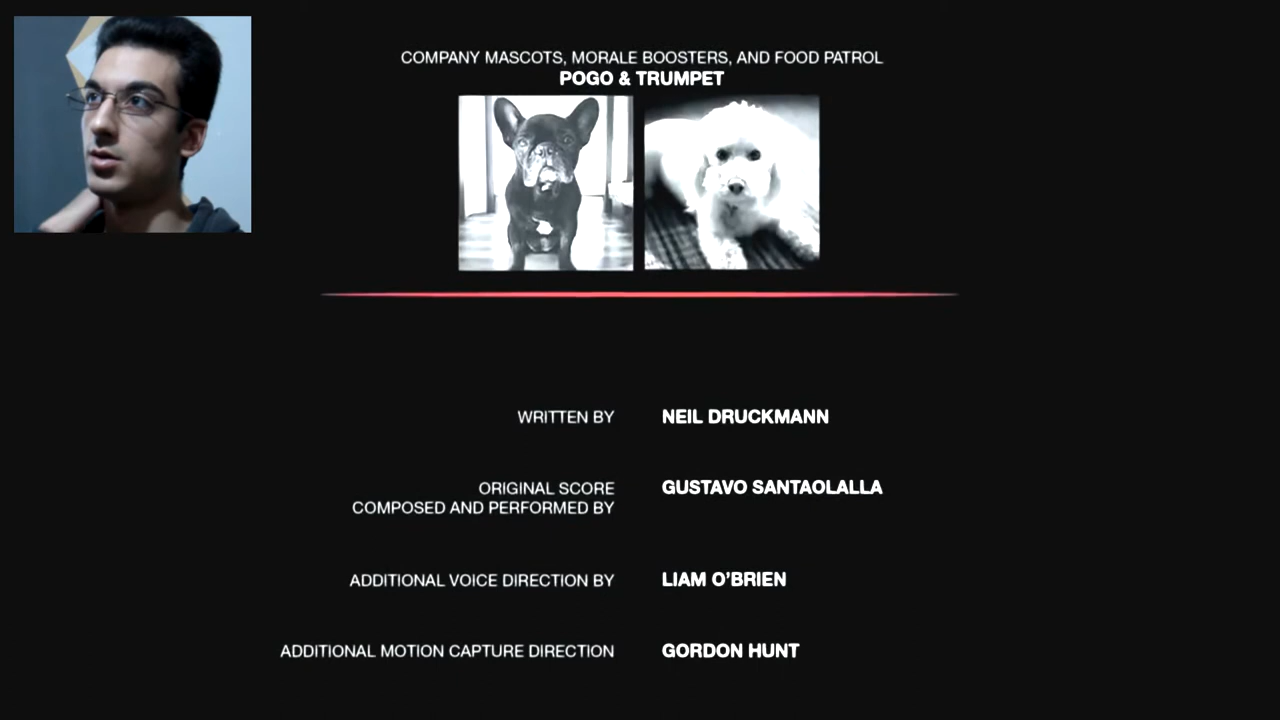 COMPANY MASCOTS, MORALE BOOSTERS, AND FOOD PATROL
POGO & TRUMPET
WRITTEN BY NEIL DRUCKMANN
ORIGINAL SCORE GUSTAVO SANTAOLALLA
COMPOSED AND PERFORMED BY
ADDITIONAL VOICE DIRECTION BY LIAM O'BRIEN
ADDITIONAL MOTION CAPTURE DIRECTION GORDON HUNT